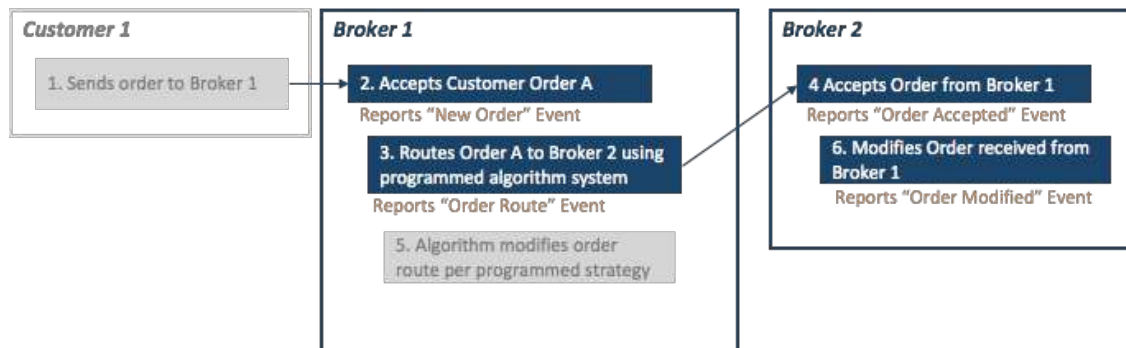 Customer 1
1. Sends order to Broker 1
Broker 1
2. Accepts Customer Order A
Reports “New Order” Event
3. Routes Order A to Broker 2 using
programmed algorithm system
Reports “Order Route” Event
5. Algorithm modifies order
route per programmed strategy
Broker 2
4 Accepts Order from Broker 1
Reports “Order Accepted” Event
6. Modifies Order received from
Broker 1
Reports “Order Modified” Event